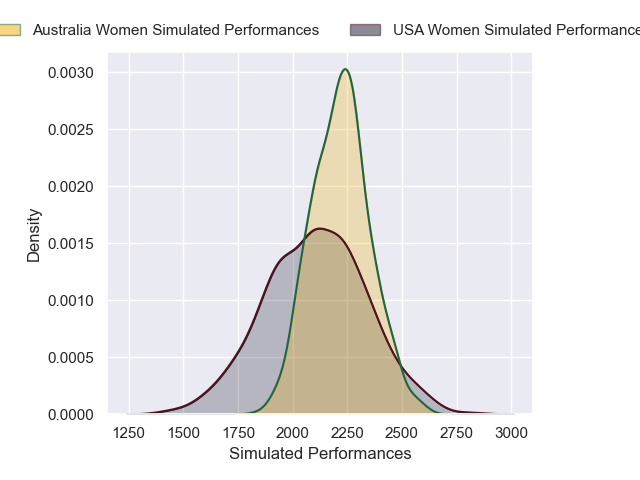 Australia Women Simulated Performances
USA Women Simulated Performance
0.0030
0.0025
0.0020
0.0015
0.0010
0.0005
0.0000
Density
1250 1500 1750 2000 2250 2500 2750 3000
Simulated Performances